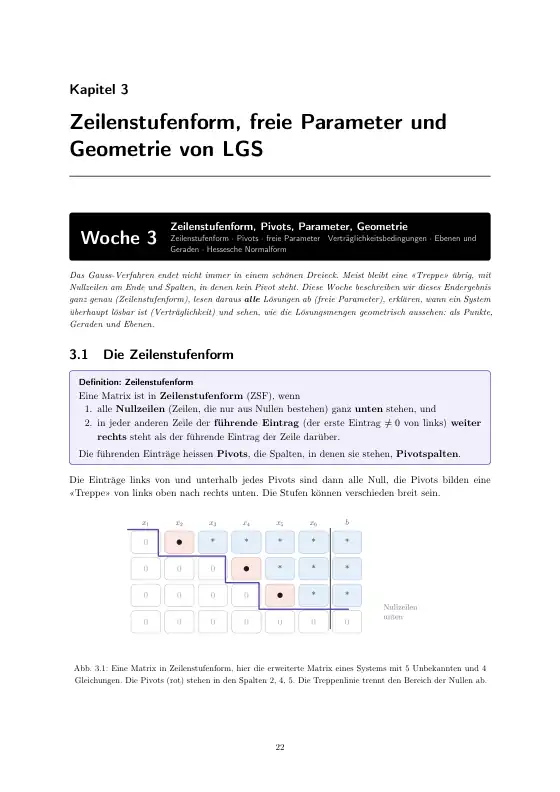 Kapitel 3
Zeilenstufenform, freie Parameter und
Geometrie von LGS
Woche 3
Zeilenstufenform, Pivots, Parameter, Geometrie
Zeilenstufenform · Pivots · freie Parameter Verträglichkeitsbedingungen · Ebenen und
Geraden · Hessesche Normalform
Das Gauss-Verfahren endet nicht immer in einem schönen Dreieck. Meist bleibt eine «Treppe» übrig, mit
Nullzeilen am Ende und Spalten, in denen kein Pivot steht. Diese Woche beschreiben wir dieses Endergebnis
ganz genau (Zeilenstufenform), lesen daraus alle Lösungen ab (freie Parameter), erklären, wann ein System
überhaupt lösbar ist (Verträglichkeit) und sehen, wie die Lösungsmengen geometrisch aussehen: als Punkte,
Geraden und Ebenen.
3.1 Die Zeilenstufenform
Definition: Zeilenstufenform
Eine Matrix ist in Zeilenstufenform (ZSF), wenn
1. alle Nullzeilen (Zeilen, die nur aus Nullen bestehen) ganz unten stehen, und
2. in jeder anderen Zeile der führende Eintrag (der erste Eintrag ≠ 0 von links) weiter
rechts steht als der führende Eintrag der Zeile darüber.
Die führenden Einträge heissen Pivots, die Spalten, in denen sie stehen, Pivotspalten.
Die Einträge links von und unterhalb jedes Pivots sind dann alle Null, die Pivots bilden eine
«Treppe» von links oben nach rechts unten. Die Stufen können verschieden breit sein.
x1 x2 x3 x4 x5 x6 b
0 ● * * * * *
0 0 0 ● * * *
0 0 0 0 ● * *
0 0 0 0 0 0 0
Nullzeilen
unten
Abb. 3.1: Eine Matrix in Zeilenstufenform, hier die erweiterte Matrix eines Systems mit 5 Unbekannten und 4
Gleichungen. Die Pivots (rot) stehen in den Spalten 2, 4, 5. Die Treppenlinie trennt den Bereich der Nullen ab.
22